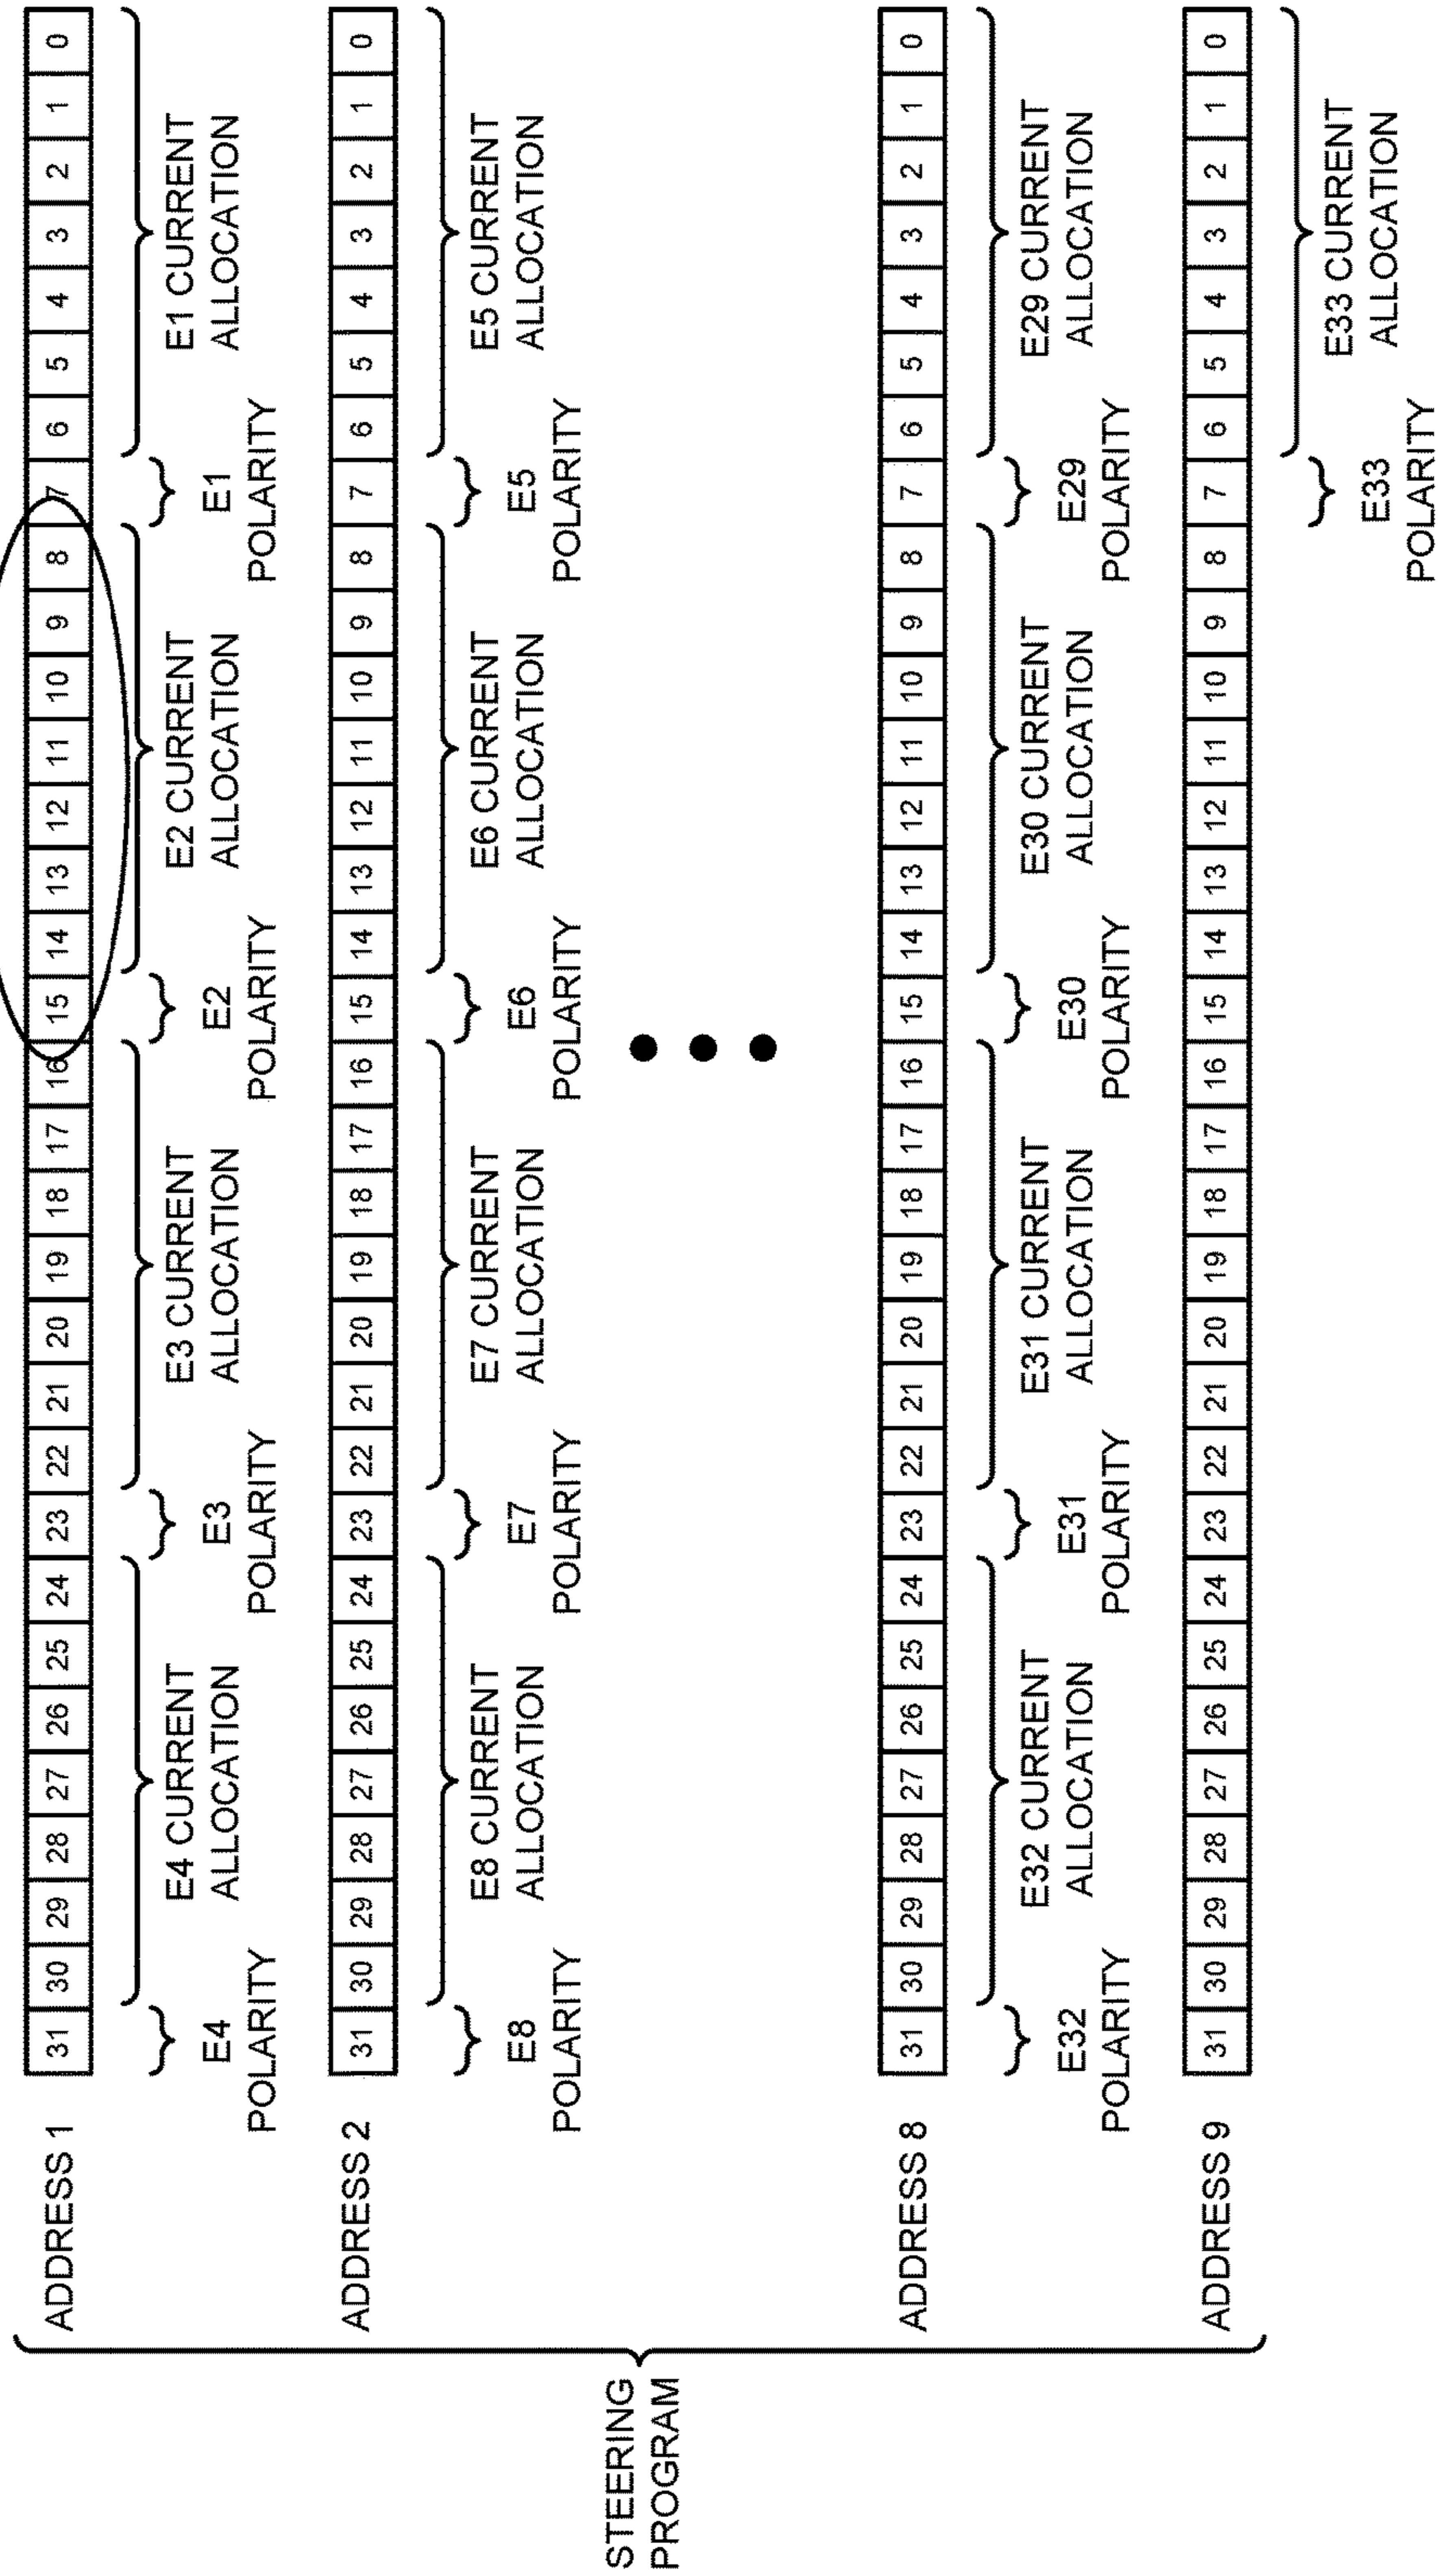 STEERING
PROGRAM
ADDRESS 1
31 30 29 28 27 26 25 24 23 22 21 20 19 18 17 16 15 14 13 12 11 10 9 8 7 6 5 4 3 2 1 0
E4
POLARITY
E4 CURRENT
ALLOCATION
E3
POLARITY
E3 CURRENT
ALLOCATION
E2
POLARITY
E2 CURRENT
ALLOCATION
E1
POLARITY
E1 CURRENT
ALLOCATION
ADDRESS 2
31 30 29 28 27 26 25 24 23 22 21 20 19 18 17 16 15 14 13 12 11 10 9 8 7 6 5 4 3 2 1 0
E8
POLARITY
E8 CURRENT
ALLOCATION
E7
POLARITY
E7 CURRENT
ALLOCATION
E6
POLARITY
E6 CURRENT
ALLOCATION
E5
POLARITY
E5 CURRENT
ALLOCATION
ADDRESS 8
31 30 29 28 27 26 25 24 23 22 21 20 19 18 17 16 15 14 13 12 11 10 9 8 7 6 5 4 3 2 1 0
E32
POLARITY
E32 CURRENT
ALLOCATION
E31
POLARITY
E31 CURRENT
ALLOCATION
E30
POLARITY
E30 CURRENT
ALLOCATION
E29
POLARITY
E29 CURRENT
ALLOCATION
ADDRESS 9
31 30 29 28 27 26 25 24 23 22 21 20 19 18 17 16 15 14 13 12 11 10 9 8 7 6 5 4 3 2 1 0
E33
POLARITY
E33 CURRENT
ALLOCATION